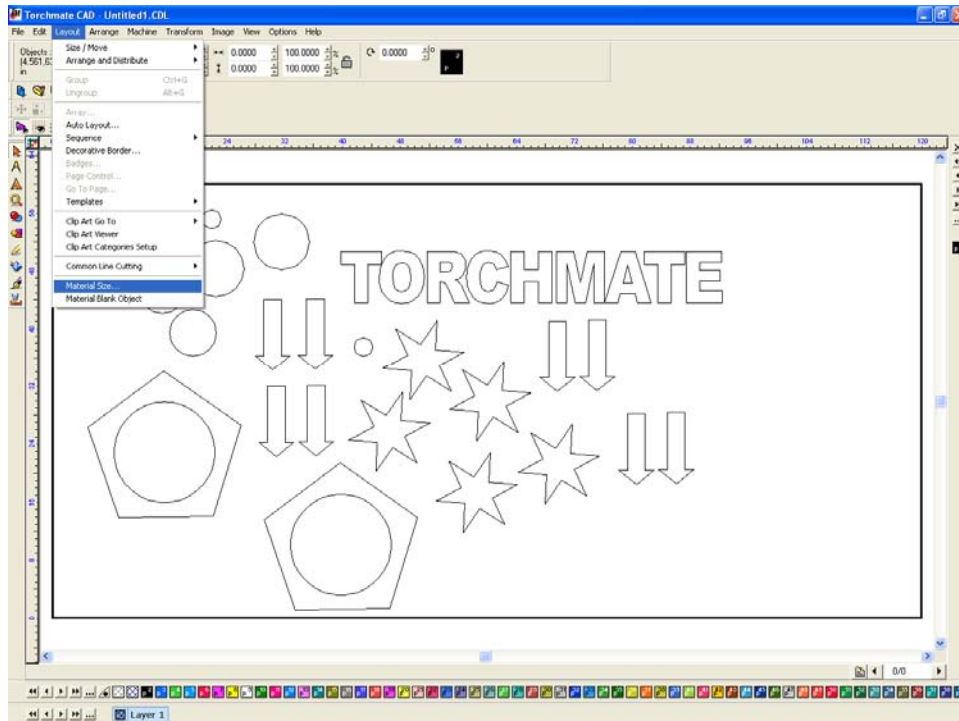 Torchmate CAD - Untitled1.CDL
File Edit Layout Arrange Machine Transform Image View Options Help
Size / Move
Arrange and Distribute
Group Ctrl+G
Ungroup Alt+G
Array...
Auto Layout...
Sequence
Decorative Border...
Badges...
Page Control...
Go To Page...
Templates
Clip Art Go To
Clip Art Viewer
Clip Art Categories Setup
Common Line Cutting
Material Size...
Material Blank Object
Objects
in
0.0000 100.0000 % 0.0000
0.0000 100.0000 %
24 32 40 48 56 64 72 80 88 96 104 112 120
TORCHMATE
0/0
Layer 1